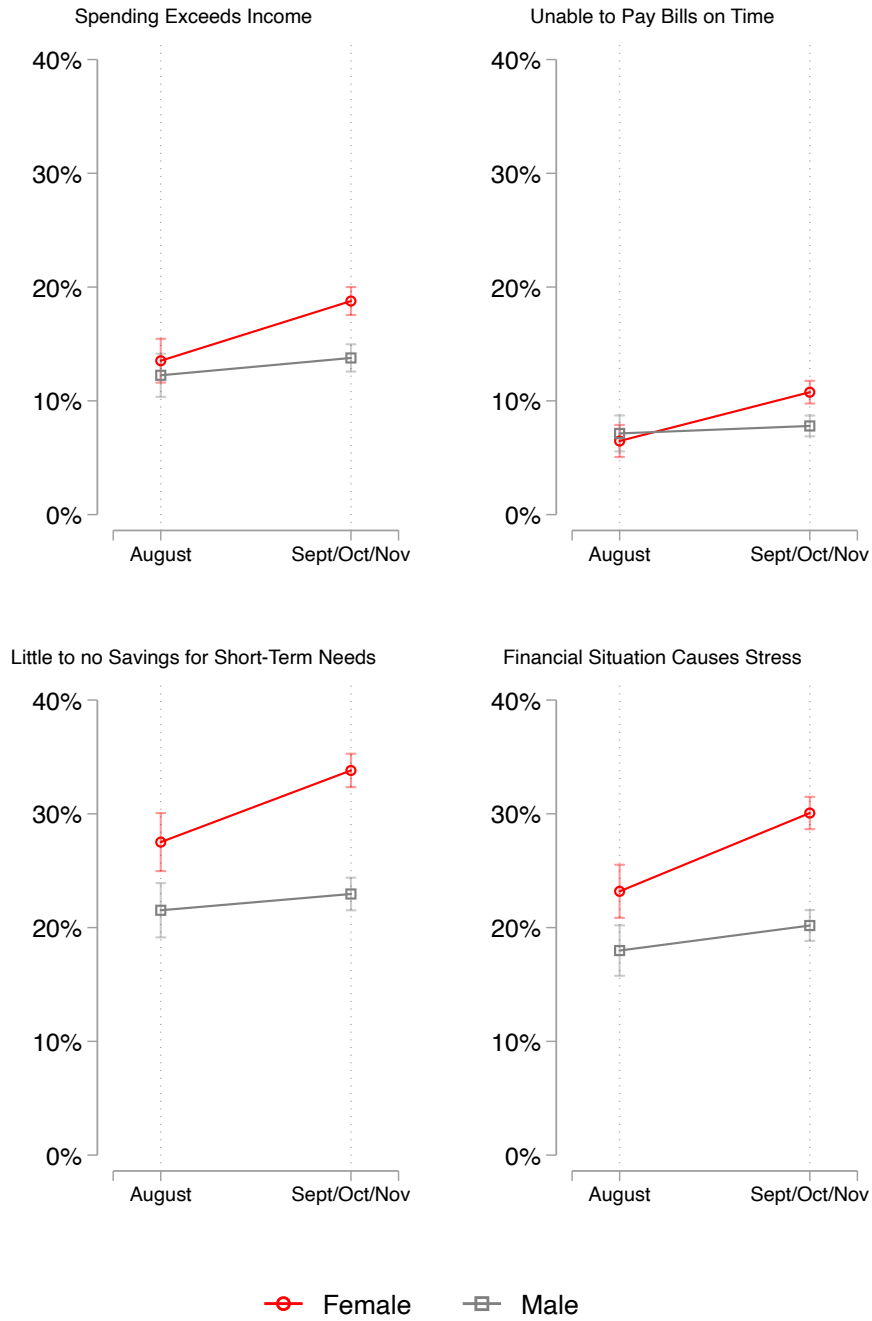 Spending Exceeds Income
40%
30%
20%
10%
0%
August Sept/Oct/Nov
Unable to Pay Bills on Time
40%
30%
20%
10%
0%
August Sept/Oct/Nov
Little to no Savings for Short-Term Needs
40%
30%
20%
10%
0%
August Sept/Oct/Nov
Financial Situation Causes Stress
40%
30%
20%
10%
0%
August Sept/Oct/Nov
Female Male